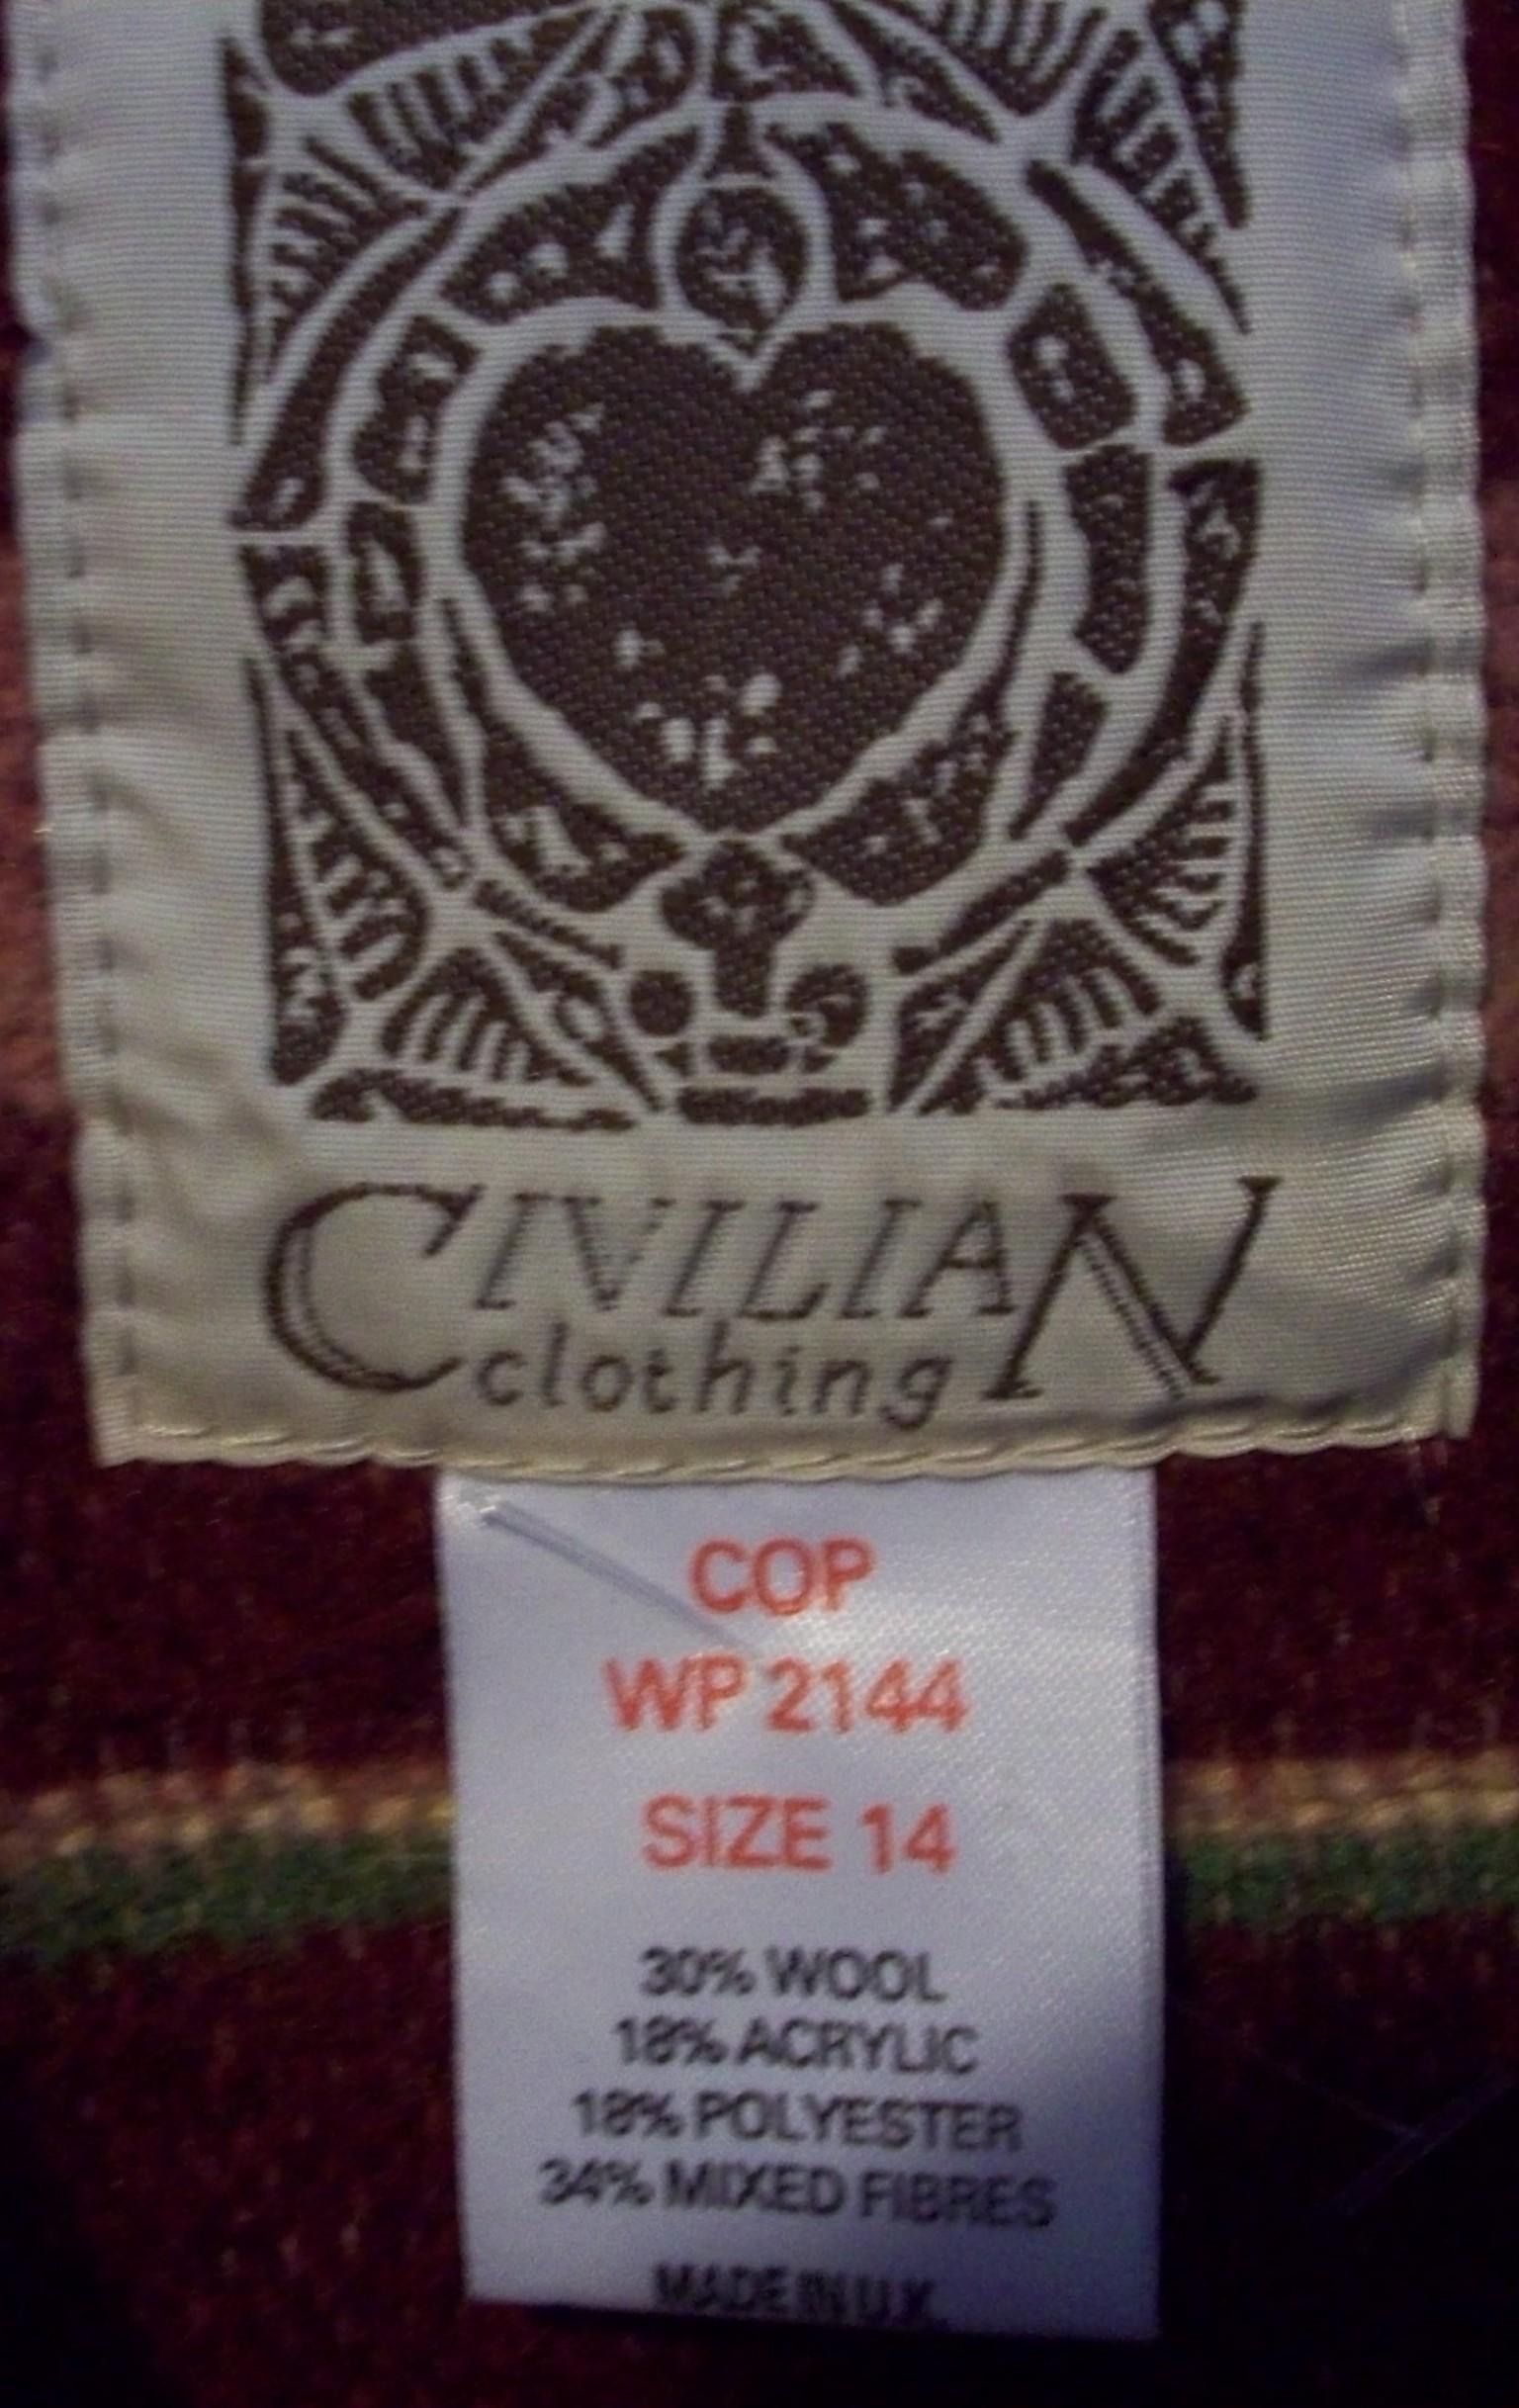 CIVILIAN
clothing
COP
WP 2144
SIZE 14
30% WOOL
18% ACRYLIC
18% POLYESTER
34% MIXED FIBRES
MADE IN U.K.